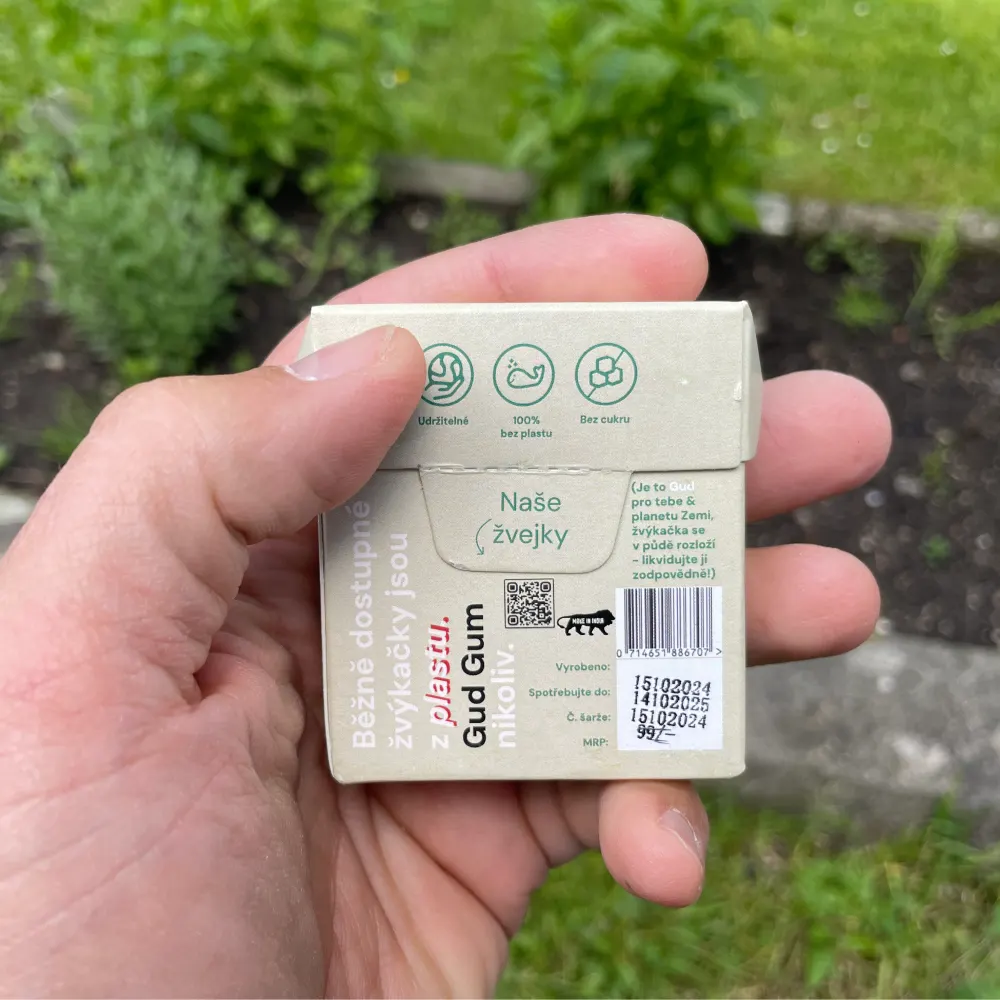 Udržitelné
100%
bez plastu
Bez cukru
Naše
žvejky
(Je to Gud
pro tebe &
planetu Zemi,
žvýkačka se
v půdě rozloží
– likvidujte ji
zodpovědně!)
Běžně dostupné
žvýkačky jsou
z plastu.
Gud Gum
nikoliv.
MAKE IN INDIA
0 714651 886707 >
Vyrobeno: 15102024
Spotřebujte do: 14102025
Č. šarže: 15102024
MRP: 99/-